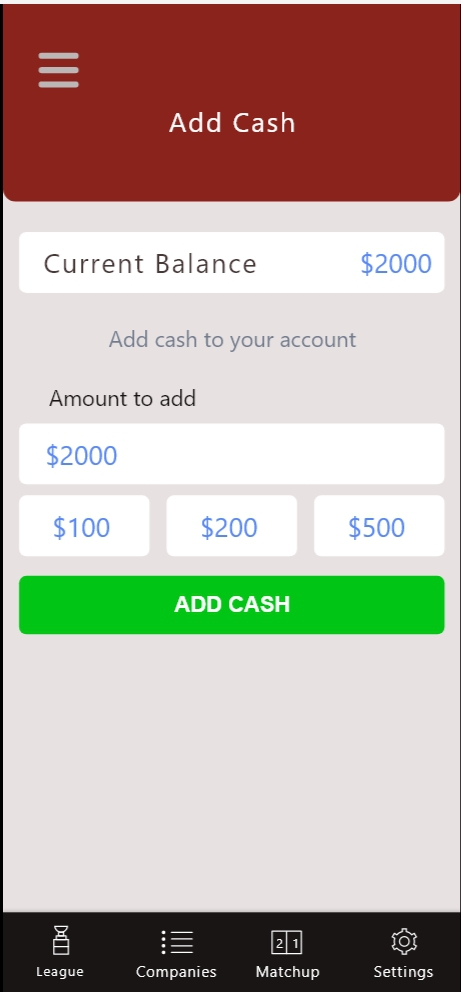 Add Cash
Current Balance $2000
Add cash to your account
Amount to add
$2000
$100 $200 $500
ADD CASH
2 1
League Companies Matchup Settings